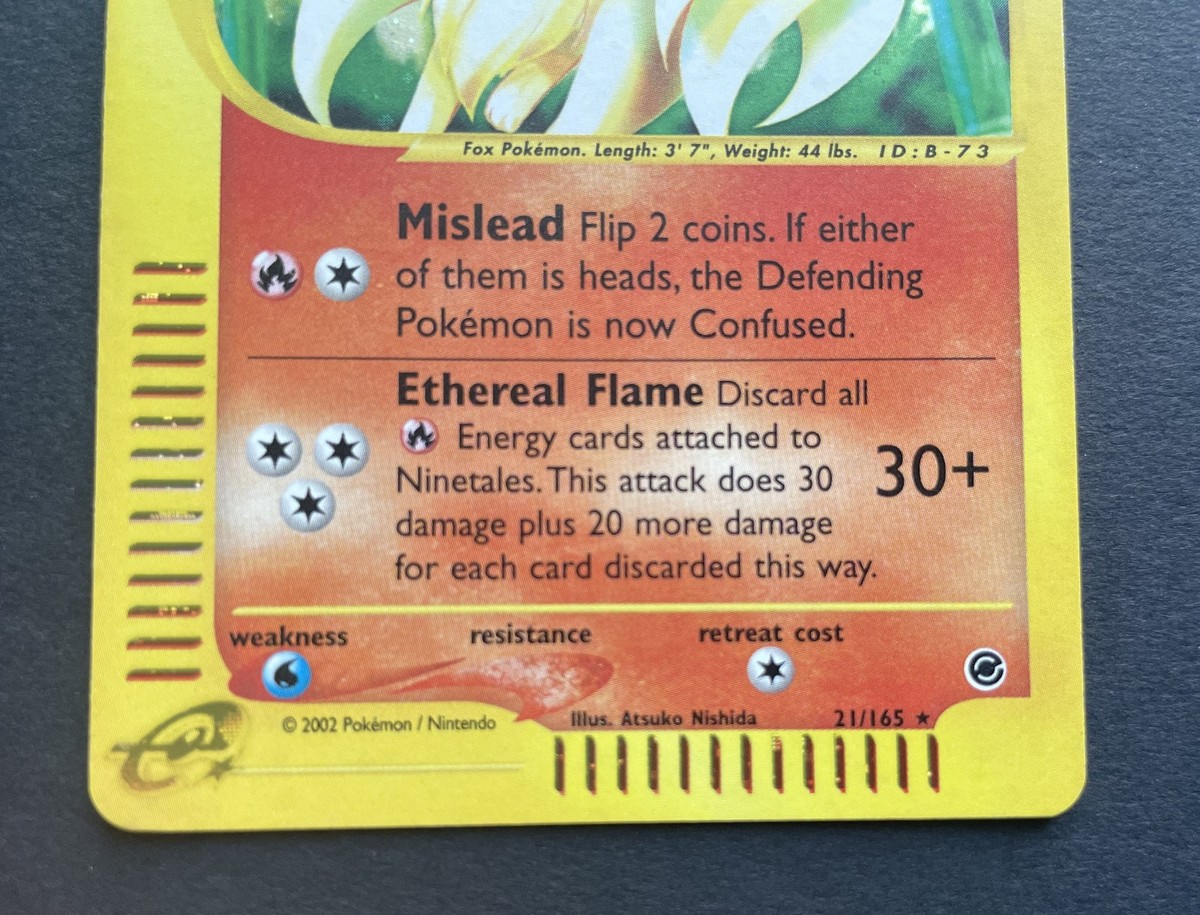 Fox Pokémon. Length: 3' 7", Weight: 44 lbs. ID:B-73
Mislead Flip 2 coins. If either
of them is heads, the Defending
Pokémon is now Confused.
Ethereal Flame Discard all
Energy cards attached to
Ninetales. This attack does 30
damage plus 20 more damage
for each card discarded this way.
30+
weakness resistance retreat cost
© 2002 Pokémon / Nintendo
Illus. Atsuko Nishida 21/165 ★